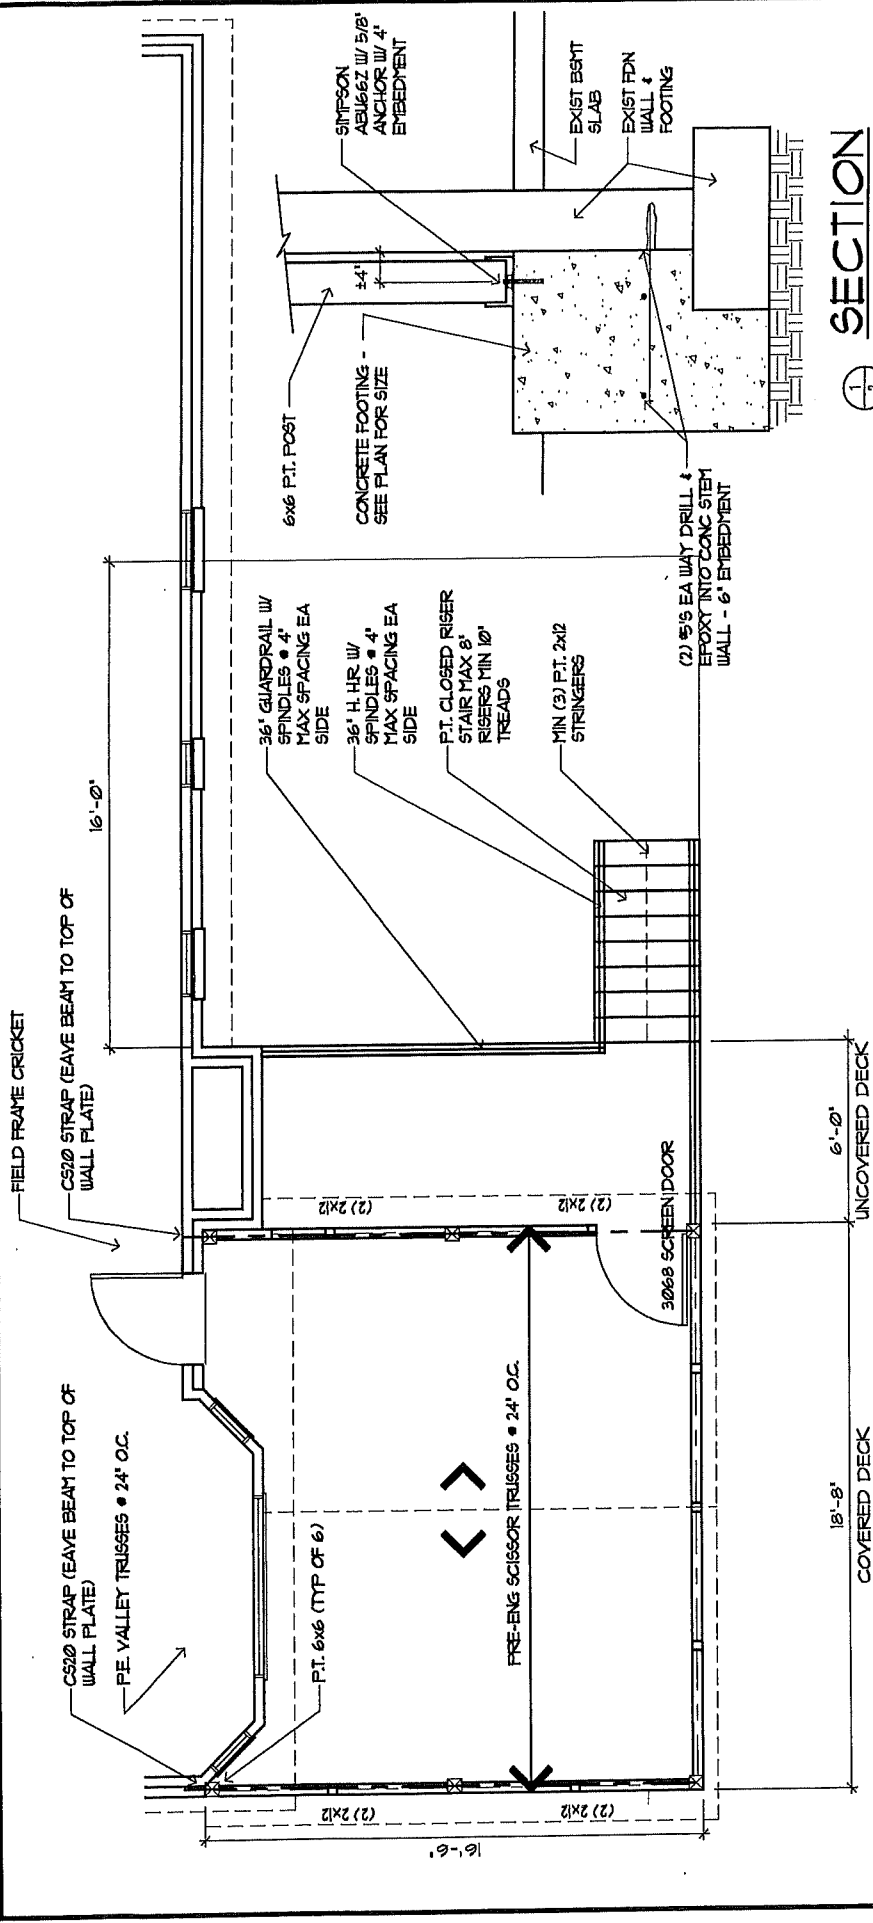 FIELD FRAME CRICKET
CS20 STRAP (EAVE BEAM TO TOP OF
WALL PLATE)
CS20 STRAP (EAVE BEAM TO TOP OF
WALL PLATE)
P.E. VALLEY TRUSSES @ 24" O.C.
P.T. 6x6 (TYP OF 6)
16'-0"
(2) 2x12
(2) 2x12
(2) 2x12
(2) 2x12
16'-6"
PRE-ENG SCISSOR TRUSSES @ 24" O.C.
3068 SCREEN DOOR
18'-8"
COVERED DECK
6'-0"
UNCOVERED DECK
36" GUARDRAIL W/
SPINDLES @ 4"
MAX SPACING EA
SIDE
36" H. HR W/
SPINDLES @ 4"
MAX SPACING EA
SIDE
P.T. CLOSED RISER
STAIR MAX 8"
RISERS MIN 10"
TREADS
MIN (3) P.T. 2x12
STRINGERS
SIMPSON
ABU66Z W/ 5/8"
ANCHOR W/ 4"
EMBEDMENT
±4"
6x6 P.T. POST
CONCRETE FOOTING -
SEE PLAN FOR SIZE
EXIST BSMT
SLAB
EXIST FDN
WALL &
FOOTING
(2) #5'S EA WAY DRILL &
EPOXY INTO CONC STEM
WALL - 6" EMBEDMENT
1
SECTION